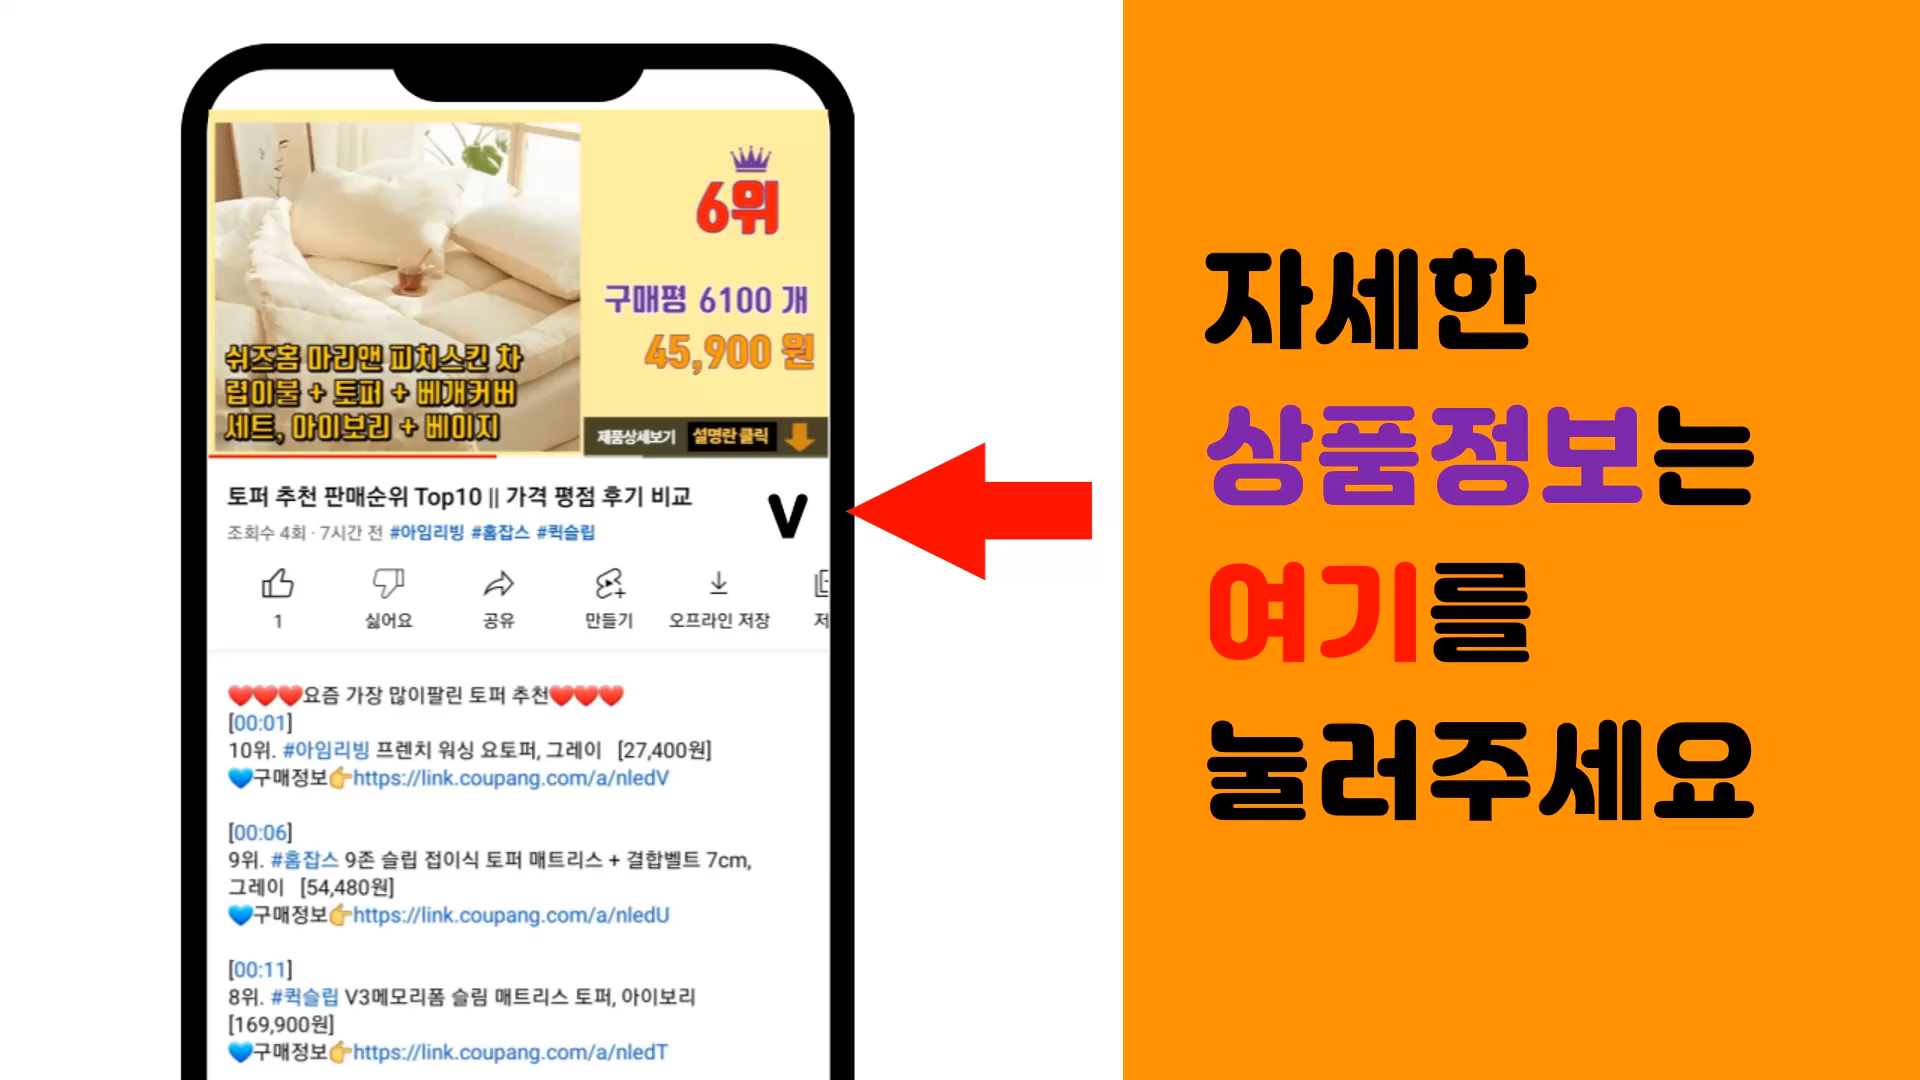 6위
구매평 6100 개
45,900 원
쉬즈홈 마리앤 피치스킨 차
렵이불 + 토퍼 + 베개커버
세트, 아이보리 + 베이지
제품상세보기 설명란 클릭
토퍼 추천 판매순위 Top10 || 가격 평점 후기 비교
V
조회수 4회 · 7시간 전 #아임리빙 #홈잡스 #퀵슬립
1 싫어요 공유 만들기 오프라인 저장 저
❤❤❤요즘 가장 많이팔린 토퍼 추천❤❤❤
[00:01]
10위. #아임리빙 프렌치 워싱 요토퍼, 그레이 [27,400원]
💙구매정보👉https://link.coupang.com/a/nledV
[00:06]
9위. #홈잡스 9존 슬립 접이식 토퍼 매트리스 + 결합벨트 7cm,
그레이 [54,480원]
💙구매정보👉https://link.coupang.com/a/nledU
[00:11]
8위. #퀵슬립 V3메모리폼 슬림 매트리스 토퍼, 아이보리
[169,900원]
💙구매정보👉https://link.coupang.com/a/nledT
자세한
상품정보는
여기를
눌러주세요